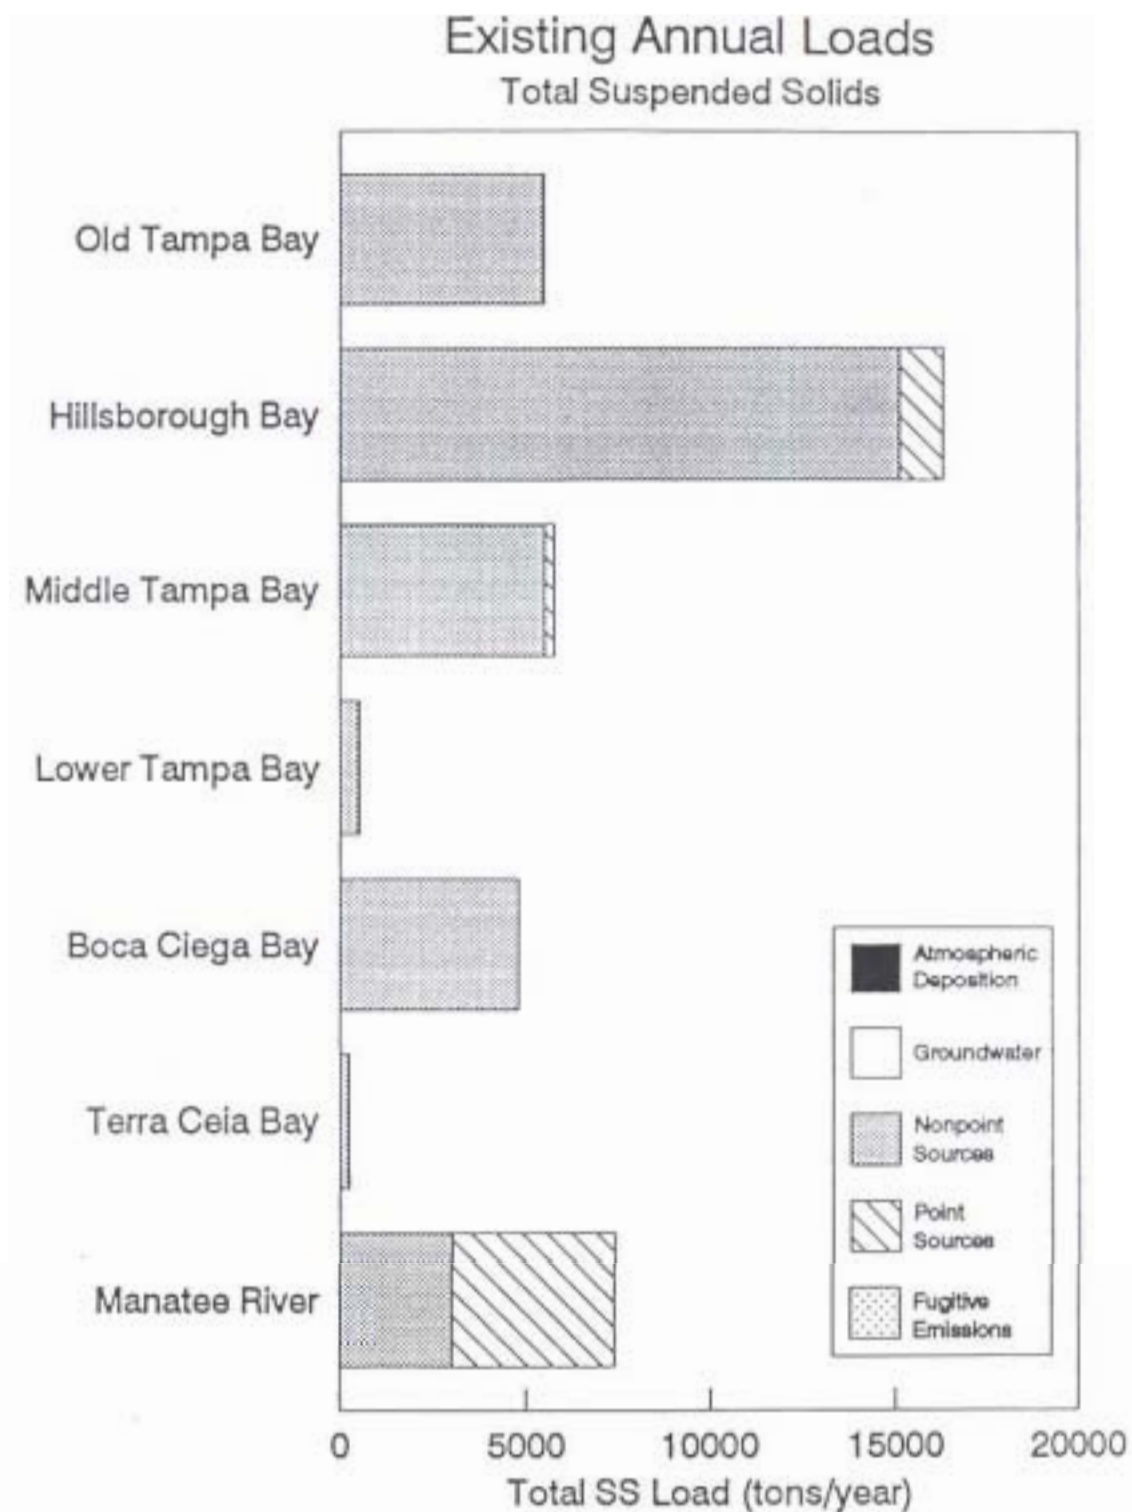 Existing Annual Loads
Total Suspended Solids
Old Tampa Bay
Hillsborough Bay
Middle Tampa Bay
Lower Tampa Bay
Boca Ciega Bay
Terra Ceia Bay
Manatee River
Atmospheric
Deposition
Groundwater
Nonpoint
Sources
Point
Sources
Fugitive
Emissions
0 5000 10000 15000 20000
Total SS Load (tons/year)